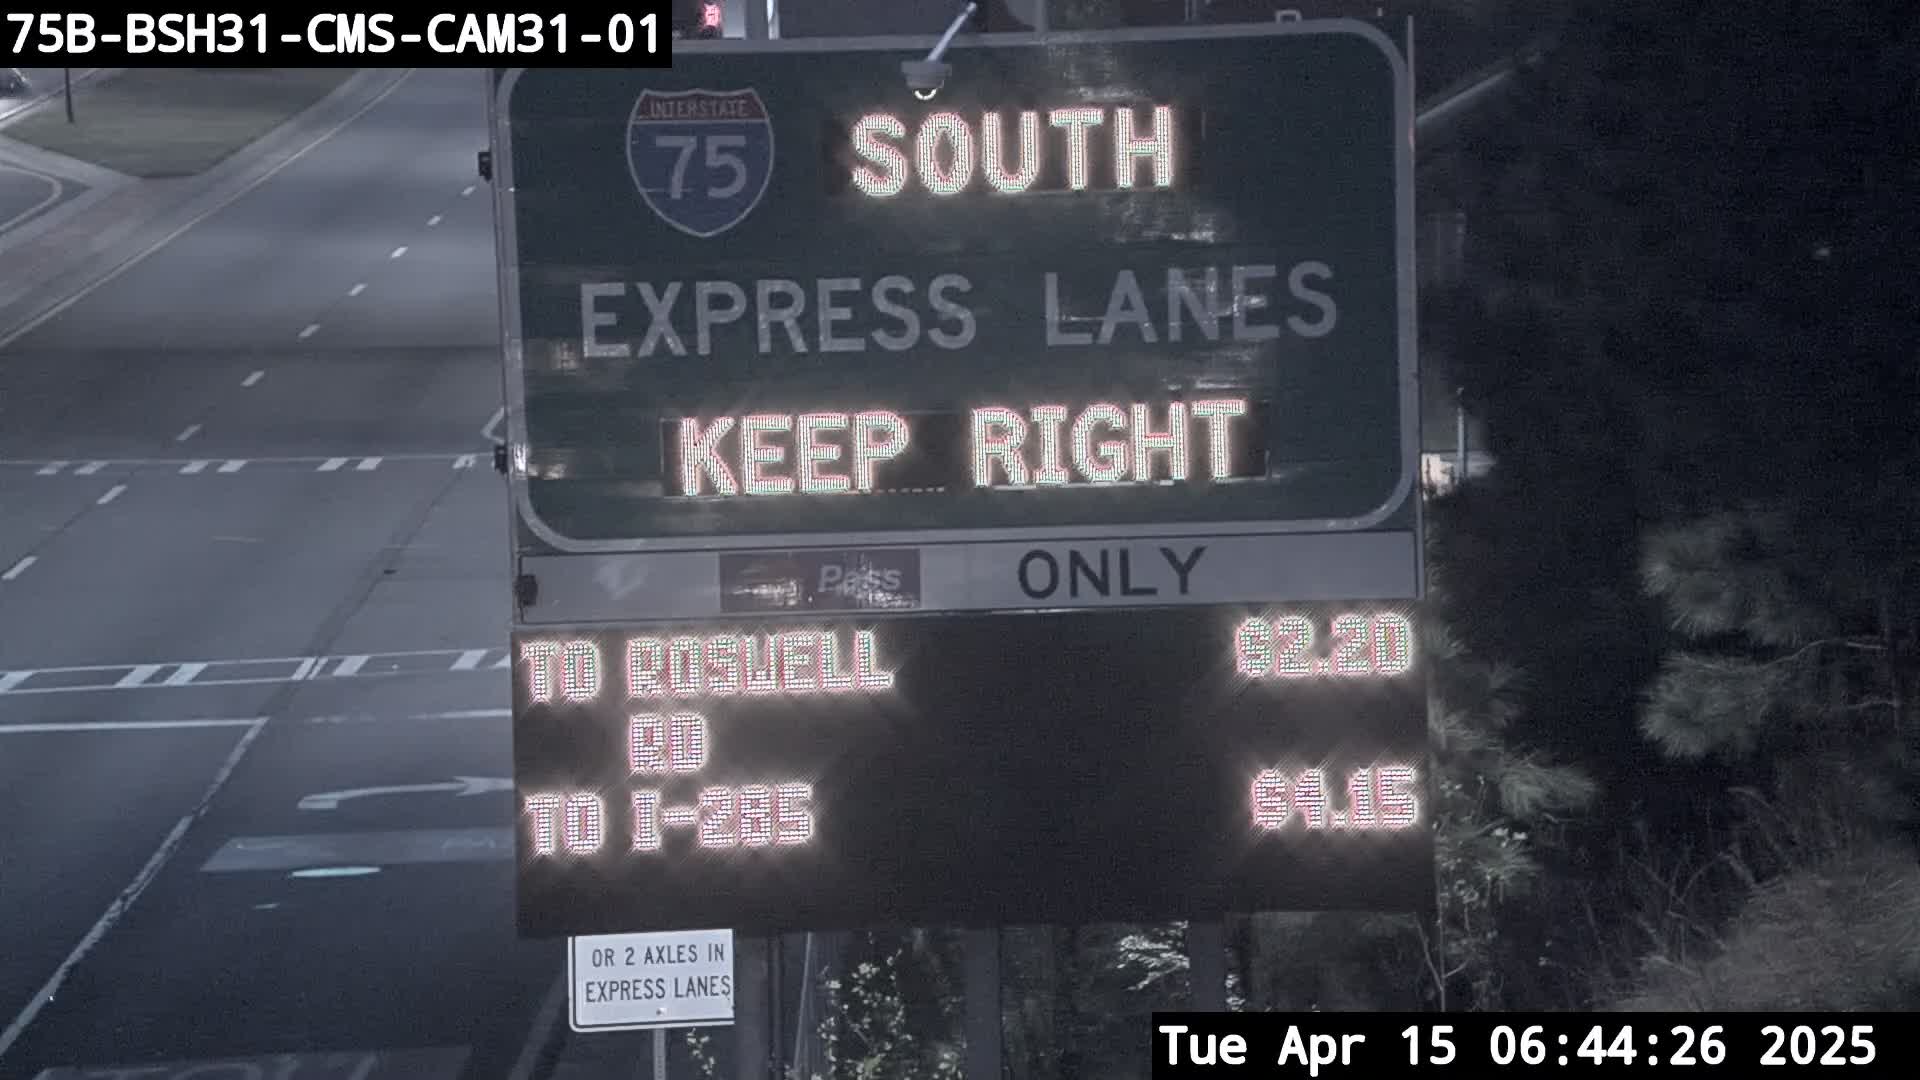 75B-BSH31-CMS-CAM31-01
INTERSTATE
75
SOUTH
EXPRESS LANES
KEEP RIGHT
Pass ONLY
TO ROSWELL $2.20
RD
TO I-285 $4.15
OR 2 AXLES IN
EXPRESS LANES
Tue Apr 15 06:44:26 2025